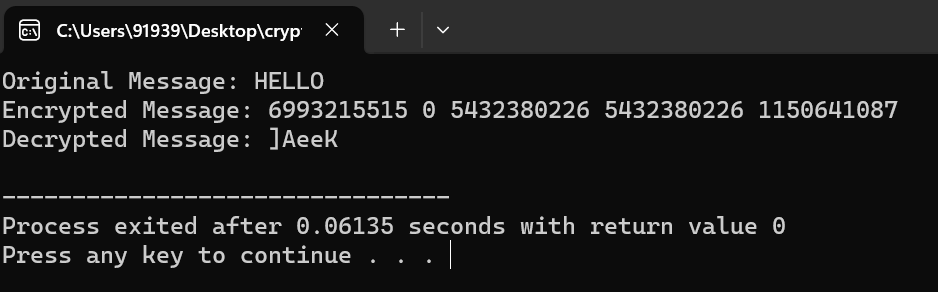 C:\Users\91939\Desktop\cryp
Original Message: HELLO
Encrypted Message: 6993215515 0 5432380226 5432380226 1150641087
Decrypted Message: ]AeeK
--------------------------------
Process exited after 0.06135 seconds with return value 0
Press any key to continue . . .